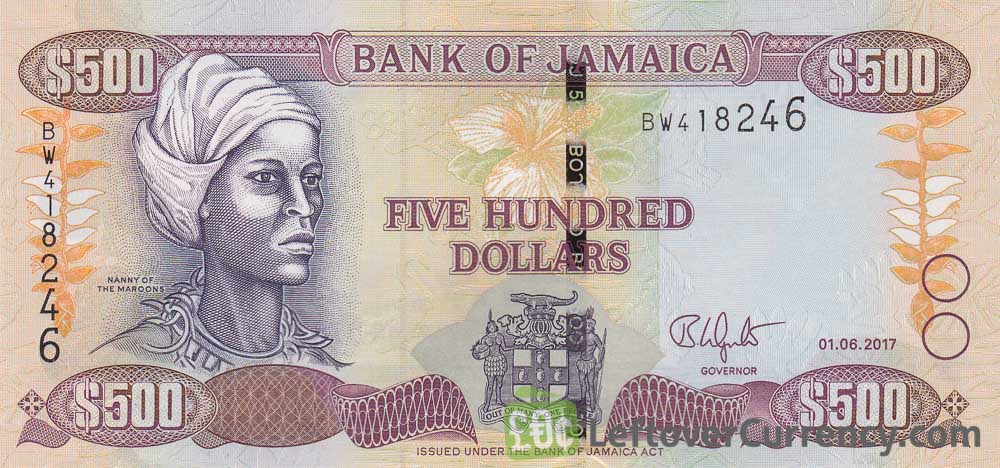 $500
BANK OF JAMAICA
$500
BW418246
BW418246
FIVE HUNDRED
DOLLARS
NANNY OF
THE MAROONS
01.06.2017
GOVERNOR
OUT OF MANY, ONE PEOPLE
$500
$500
LeftoverCurrency.com
ISSUED UNDER THE BANK OF JAMAICA ACT